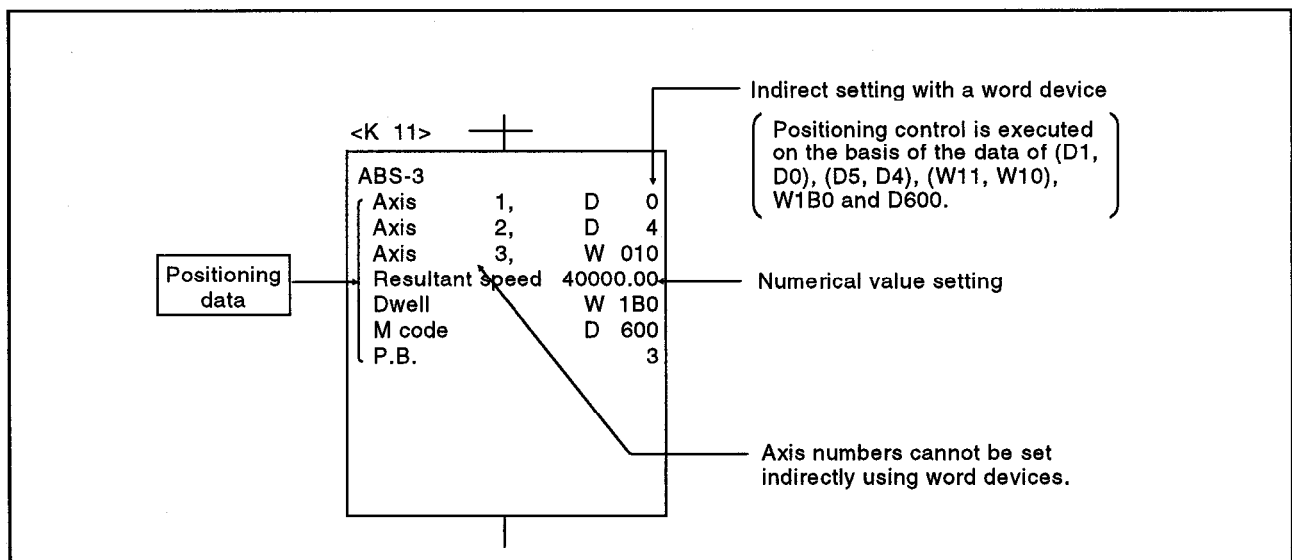 Indirect setting with a word device
Positioning control is executed
on the basis of the data of (D1,
D0), (D5, D4), (W11, W10),
W1B0 and D600.
<K 11>
ABS-3
Axis 1, D 0
Axis 2, D 4
Axis 3, W 010
Resultant speed 40000.00
Dwell W 1B0
M code D 600
P.B. 3
Positioning
data
Numerical value setting
Axis numbers cannot be set
indirectly using word devices.